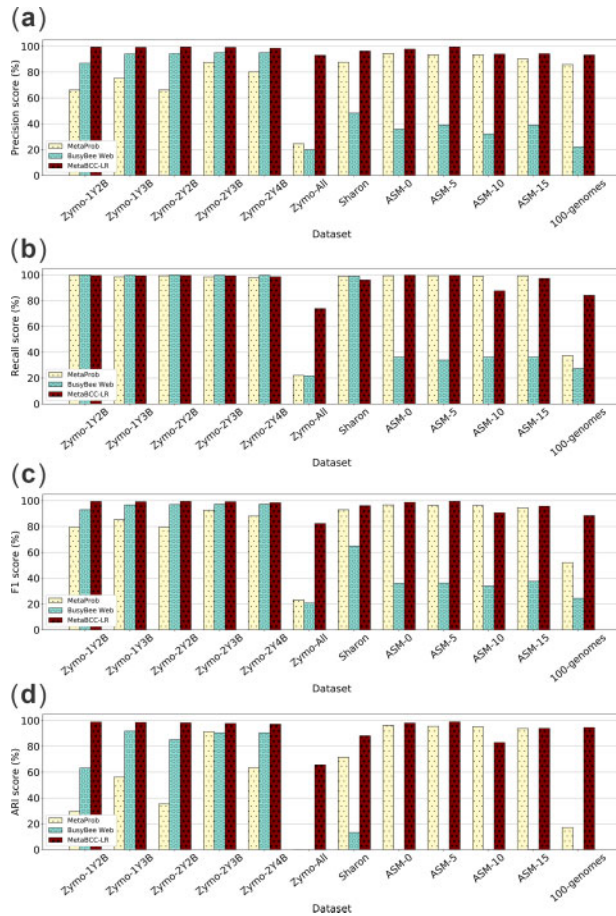 (a)
Precision score (%)
100
80
60
40
20
0
MetaProb
BusyBee Web
MetaBCC-LR
Zymo-1Y2B
Zymo-1Y3B
Zymo-2Y2B
Zymo-2Y3B
Zymo-2Y4B
Zymo-All
Sharon
ASM-0
ASM-5
ASM-10
ASM-15
100-genomes
Dataset
(b)
Recall score (%)
100
80
60
40
20
0
MetaProb
BusyBee Web
MetaBCC-LR
Zymo-1Y2B
Zymo-1Y3B
Zymo-2Y2B
Zymo-2Y3B
Zymo-2Y4B
Zymo-All
Sharon
ASM-0
ASM-5
ASM-10
ASM-15
100-genomes
Dataset
(c)
F1 score (%)
100
80
60
40
20
0
MetaProb
BusyBee Web
MetaBCC-LR
Zymo-1Y2B
Zymo-1Y3B
Zymo-2Y2B
Zymo-2Y3B
Zymo-2Y4B
Zymo-All
Sharon
ASM-0
ASM-5
ASM-10
ASM-15
100-genomes
Dataset
(d)
ARI score (%)
100
80
60
40
20
0
MetaProb
BusyBee Web
MetaBCC-LR
Zymo-1Y2B
Zymo-1Y3B
Zymo-2Y2B
Zymo-2Y3B
Zymo-2Y4B
Zymo-All
Sharon
ASM-0
ASM-5
ASM-10
ASM-15
100-genomes
Dataset